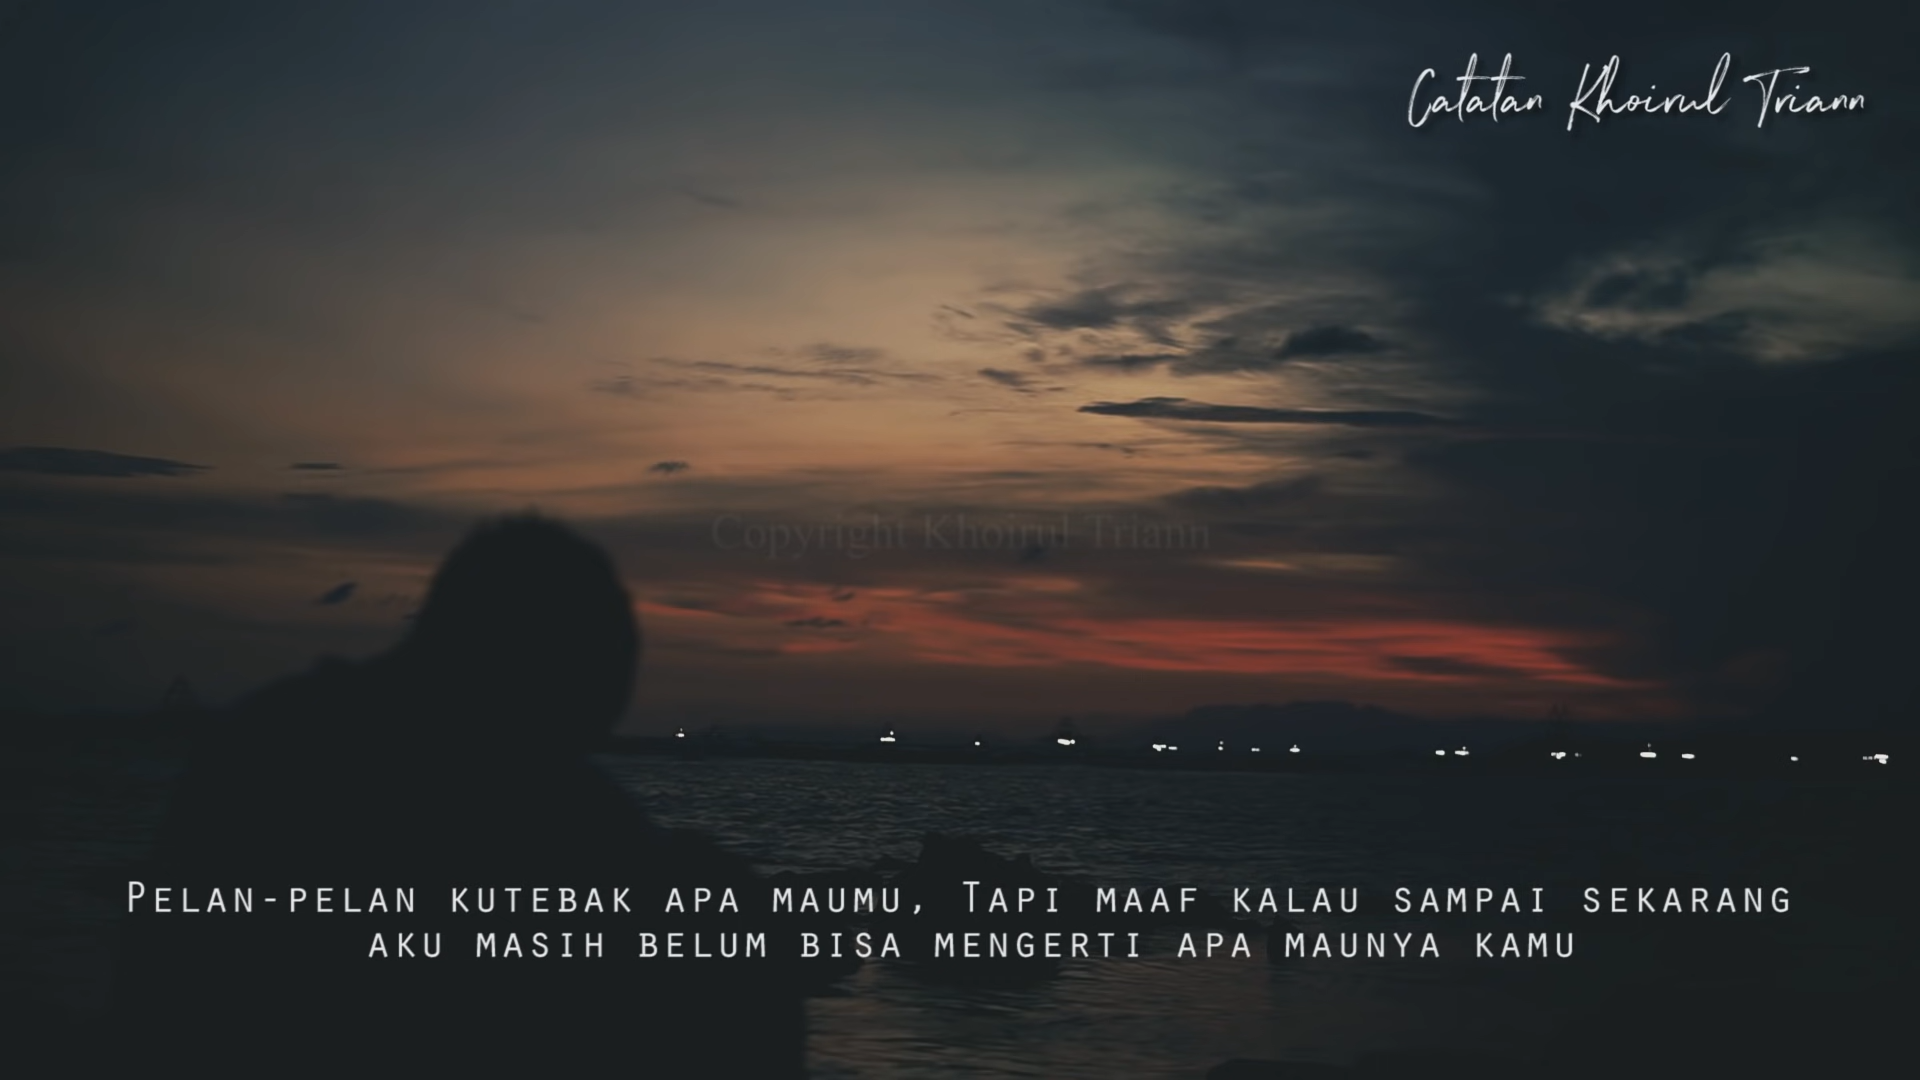 Catatan Khoirul Triann
Copyright Khoirul Triann
Pelan-pelan kutebak apa maumu, Tapi maaf kalau sampai sekarang
aku masih belum bisa mengerti apa maunya kamu